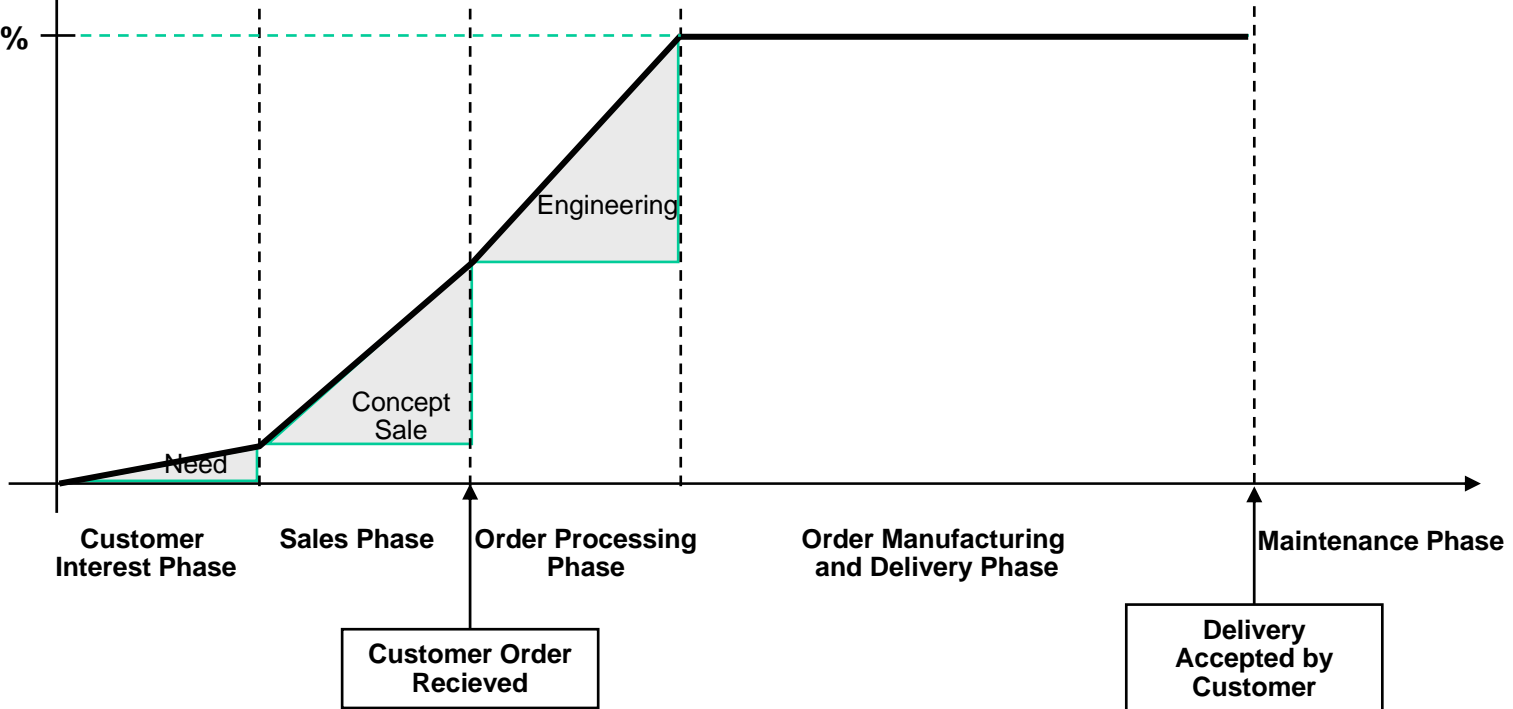 %
Engineering
Concept
Sale
Need
Customer
Interest Phase
Sales Phase
Order Processing
Phase
Order Manufacturing
and Delivery Phase
Maintenance Phase
Customer Order
Recieved
Delivery
Accepted by
Customer